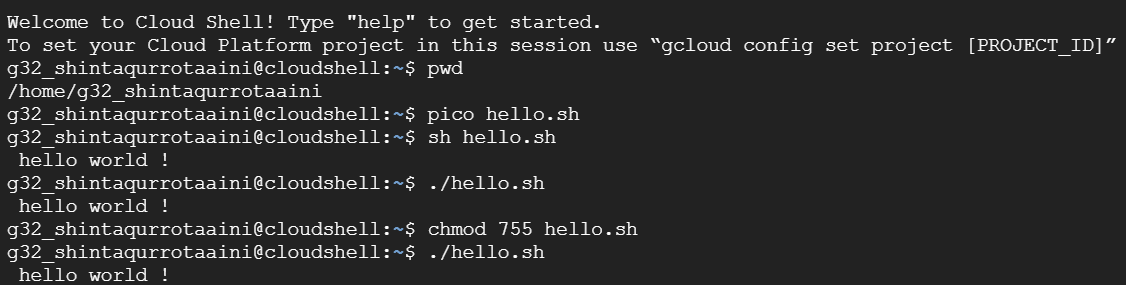 Welcome to Cloud Shell! Type "help" to get started.
To set your Cloud Platform project in this session use “gcloud config set project [PROJECT_ID]”
g32_shintaqurrotaaini@cloudshell:~$ pwd
/home/g32_shintaqurrotaaini
g32_shintaqurrotaaini@cloudshell:~$ pico hello.sh
g32_shintaqurrotaaini@cloudshell:~$ sh hello.sh
 hello world !
g32_shintaqurrotaaini@cloudshell:~$ ./hello.sh
 hello world !
g32_shintaqurrotaaini@cloudshell:~$ chmod 755 hello.sh
g32_shintaqurrotaaini@cloudshell:~$ ./hello.sh
 hello world !